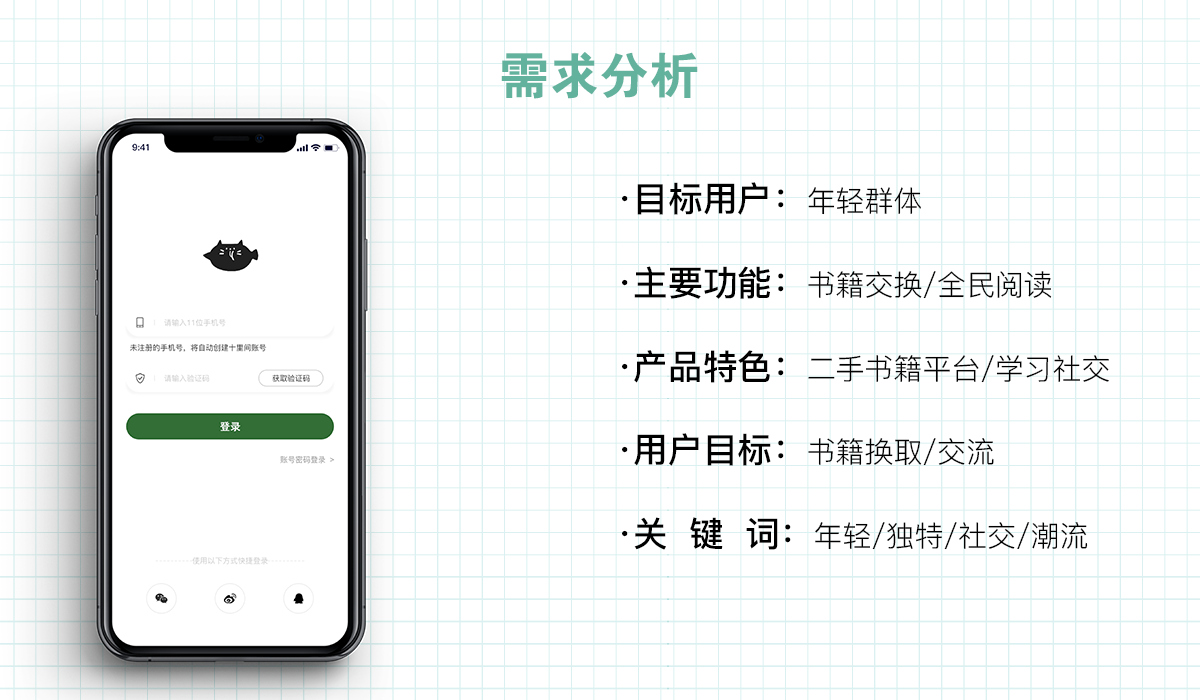 需求分析
9:41
请输入11位手机号
未注册的手机号，将自动创建十里间账号
请输入验证码
获取验证码
登录
账号密码登录 >
使用以下方式快捷登录
·目标用户：年轻群体
·主要功能：书籍交换/全民阅读
·产品特色：二手书籍平台/学习社交
·用户目标：书籍换取/交流
·关 键 词：年轻/独特/社交/潮流